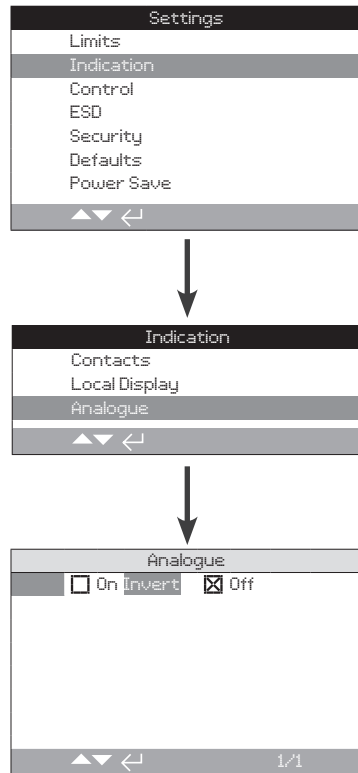 Settings
Limits
Indication
Control
ESD
Security
Defaults
Power Save
Indication
Contacts
Local Display
Analogue
Analogue
On Invert Off
1/1